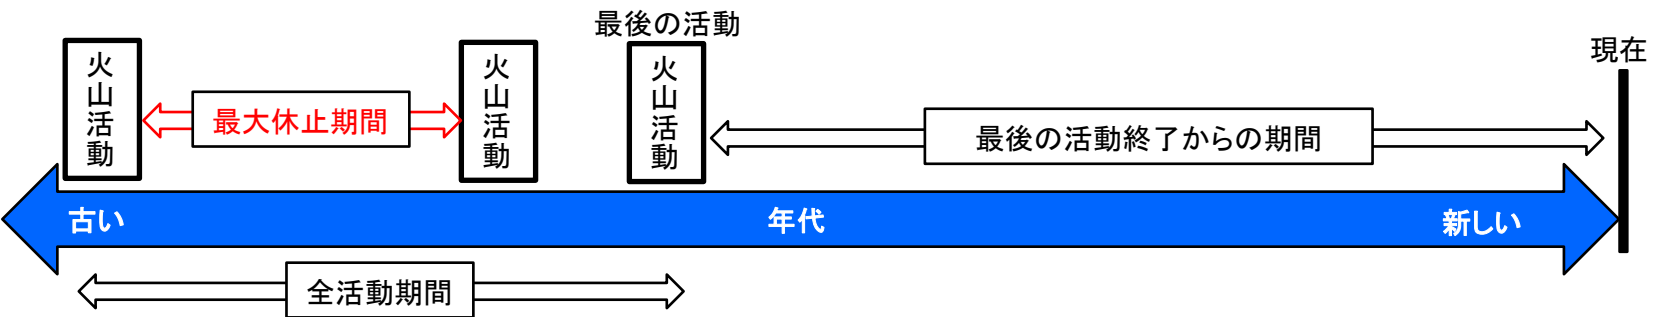 最後の活動
現在
火山活動
最大休止期間
火山活動
火山活動
最後の活動終了からの期間
古い
年代
新しい
全活動期間